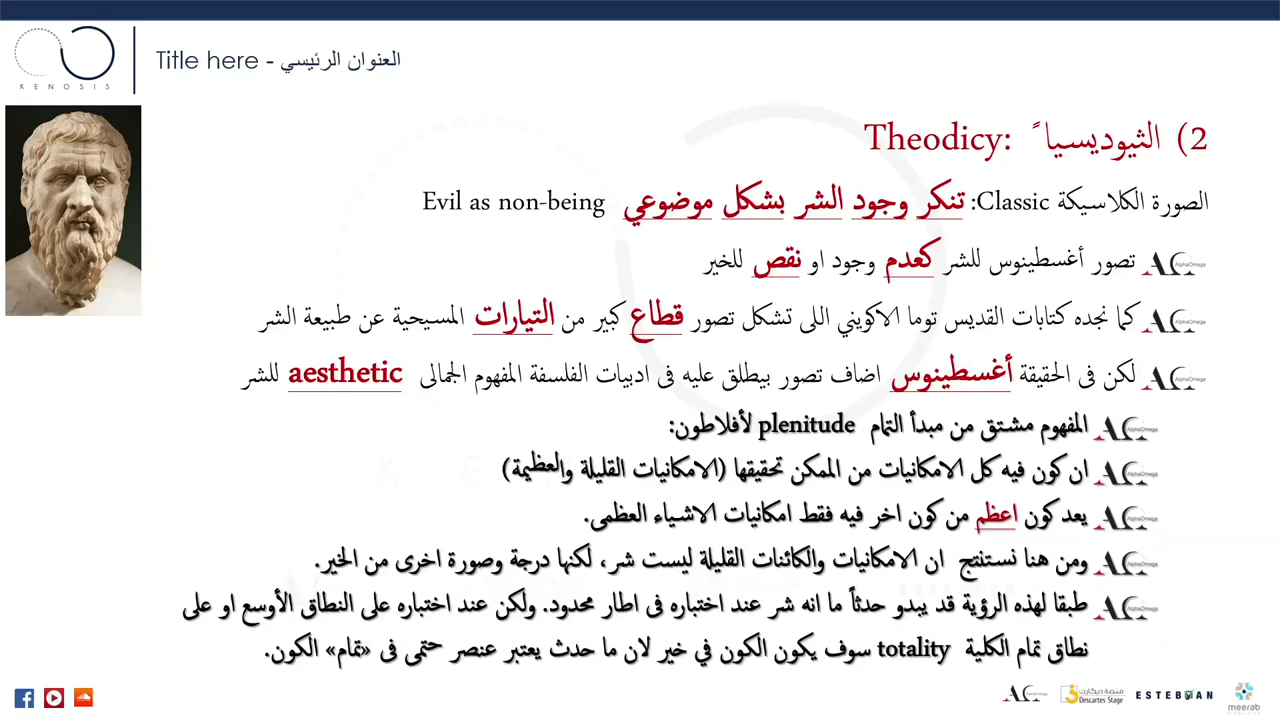 KENOSIS
Title here - العنوان الرئيسي
2) الثيوديسياً Theodicy:
الصورة الكلاسيكة Classic: تنكر وجود الشر بشكل موضوعي Evil as non-being
تصور أغسطينوس للشر كعدم وجود او نقص للخير
كما نجده كتابات القديس توما الاكويني اللى تشكل تصور قطاع كبير من التيارات المسيحية عن طبيعة الشر
لكن فى الحقيقة أغسطينوس اضاف تصور بيطلق عليه فى ادبيات الفلسفة المفهوم الجمالى aesthetic للشر
المفهوم مشتق من مبدأ التمام plenitude لأفلاطون:
ان كون فيه كل الامكانيات من الممكن تحقيقها (الامكانيات القليلة والعظيمة)
يعد كون اعظم من كون اخر فيه فقط امكانيات الاشياء العظمى.
ومن هنا نستنتج ان الامكانيات والكائنات القليلة ليست شر، لكنها درجة وصورة اخرى من الخير.
طبقا لهذه الرؤية قد يبدو حدثاً ما انه شر عند اختباره فى اطار محدود. ولكن عند اختباره على النطاق الأوسع او على
نطاق تمام الكلية totality سوف يكون الكون في خير لان ما حدث يعتبر عنصر حتمى فى «تمام» الكون.
AlphaOmega
منصة ديكارت
Descartes Stage
ESTEBVAN
meerab